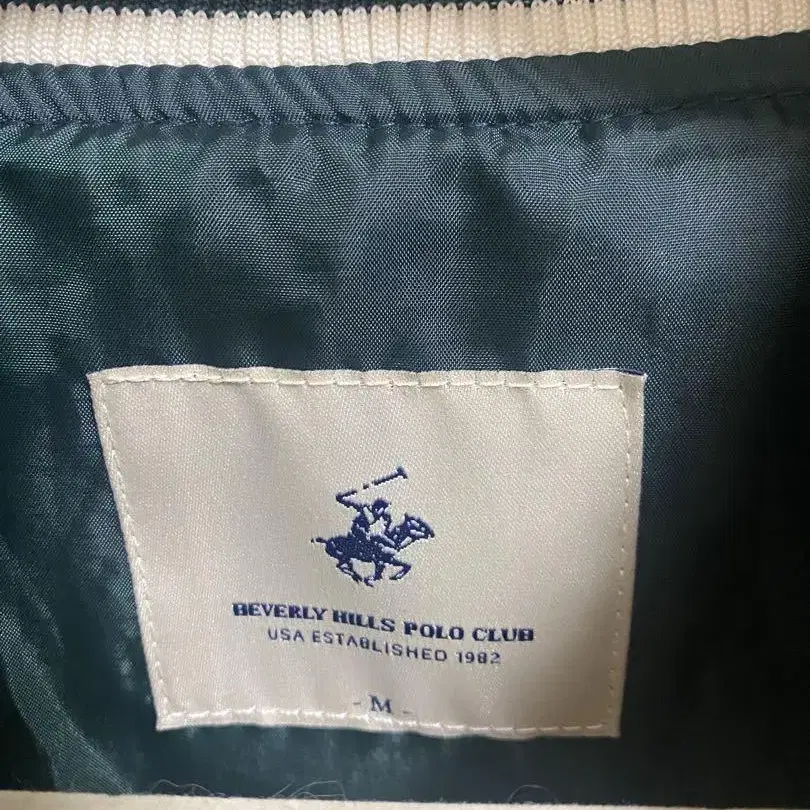 BEVERLY HILLS POLO CLUB
USA ESTABLISHED 1982
- M -